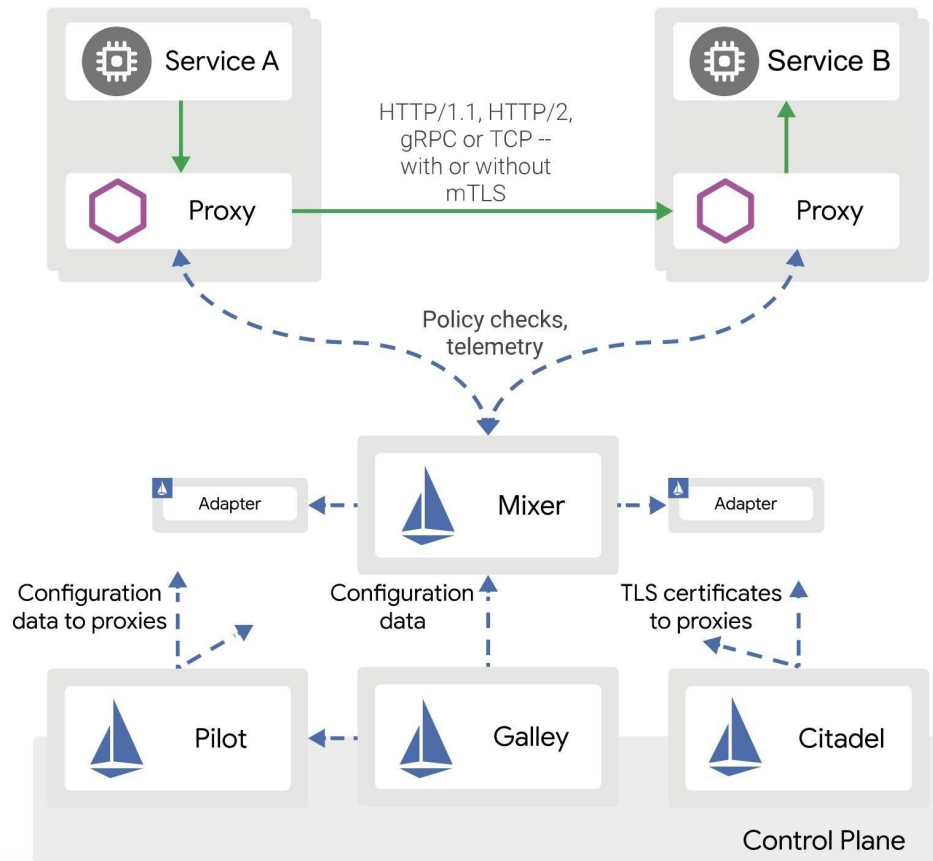 Service A
Service B
HTTP/1.1, HTTP/2,
gRPC or TCP --
with or without
mTLS
Proxy
Proxy
Policy checks,
telemetry
Mixer
Adapter
Adapter
Configuration
data to proxies
Configuration
data
TLS certificates
to proxies
Pilot
Galley
Citadel
Control Plane